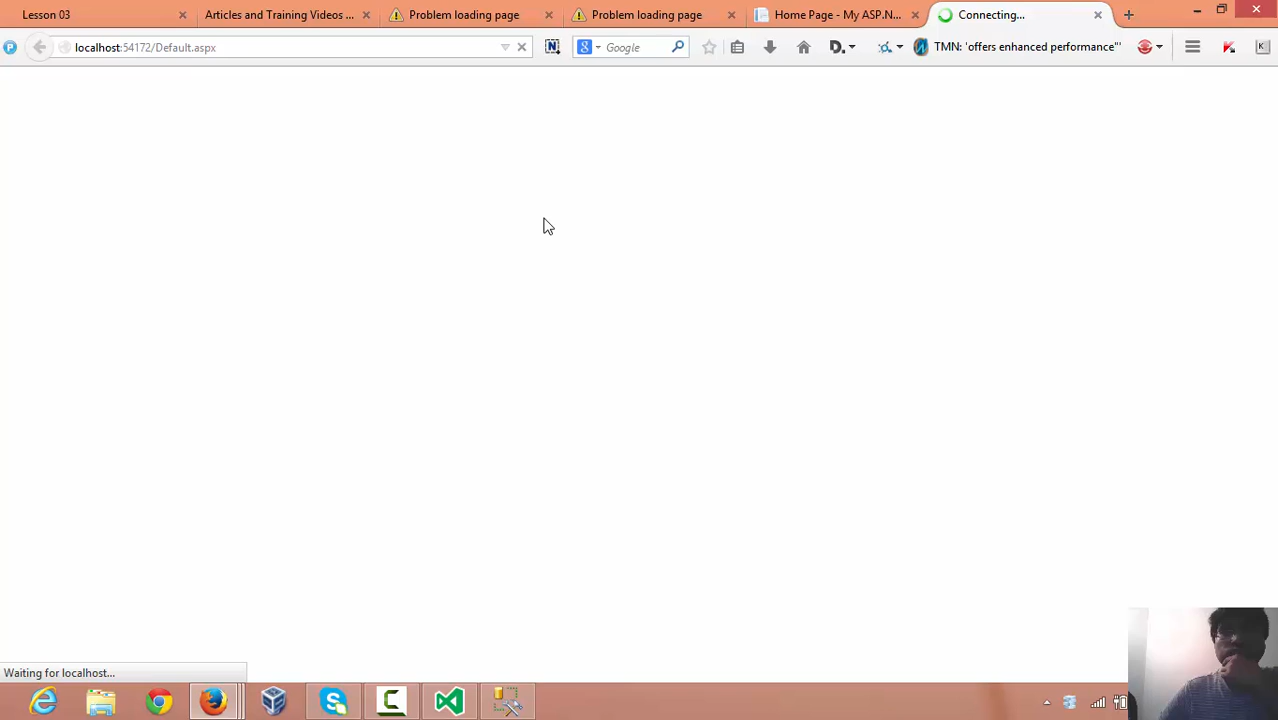 Lesson 03
Articles and Training Videos ...
Problem loading page
Problem loading page
Home Page - My ASP.N...
Connecting...
localhost:54172/Default.aspx
Google
D.
TMN: 'offers enhanced performance"'
Waiting for localhost...